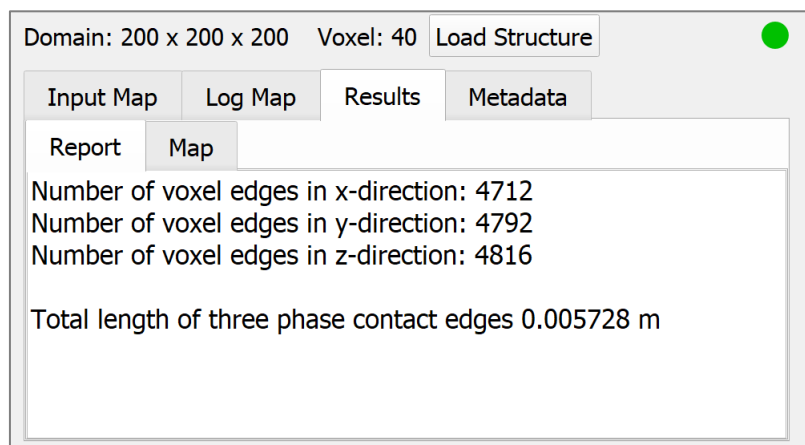 Domain: 200 x 200 x 200 Voxel: 40 Load Structure
Input Map Log Map Results Metadata
Report Map
Number of voxel edges in x-direction: 4712
Number of voxel edges in y-direction: 4792
Number of voxel edges in z-direction: 4816
Total length of three phase contact edges 0.005728 m